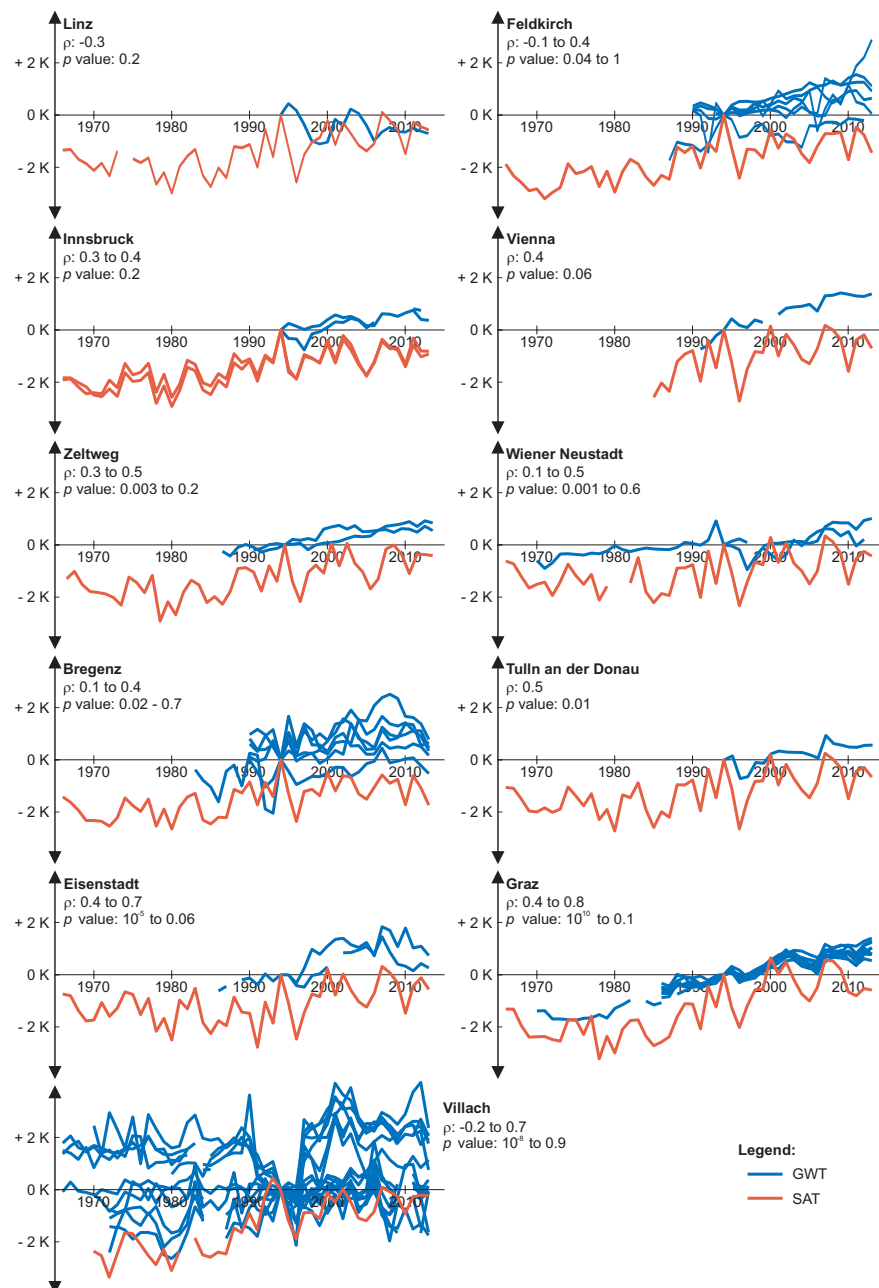 Linz
ρ: -0.3
p value: 0.2
+ 2 K
0 K
- 2 K
1970 1980 1990 2000 2010
Feldkirch
ρ: -0.1 to 0.4
p value: 0.04 to 1
+ 2 K
0 K
- 2 K
1970 1980 1990 2000 2010
Innsbruck
ρ: 0.3 to 0.4
p value: 0.2
+ 2 K
0 K
- 2 K
1970 1980 1990 2000 2010
Vienna
ρ: 0.4
p value: 0.06
+ 2 K
0 K
- 2 K
1970 1980 1990 2000 2010
Zeltweg
ρ: 0.3 to 0.5
p value: 0.003 to 0.2
+ 2 K
0 K
- 2 K
1970 1980 1990 2000 2010
Wiener Neustadt
ρ: 0.1 to 0.5
p value: 0.001 to 0.6
+ 2 K
0 K
- 2 K
1970 1980 1990 2000 2010
Bregenz
ρ: 0.1 to 0.4
p value: 0.02 - 0.7
+ 2 K
0 K
- 2 K
1970 1980 1990 2000 2010
Tulln an der Donau
ρ: 0.5
p value: 0.01
+ 2 K
0 K
- 2 K
1970 1980 1990 2000 2010
Eisenstadt
ρ: 0.4 to 0.7
p value: 10⁻⁵ to 0.06
+ 2 K
0 K
- 2 K
1970 1980 1990 2000 2010
Graz
ρ: 0.4 to 0.8
p value: 10¹⁰ to 0.1
+ 2 K
0 K
- 2 K
1970 1980 1990 2000 2010
Villach
ρ: -0.2 to 0.7
p value: 10⁻⁸ to 0.9
+ 2 K
0 K
- 2 K
1970 1980 1990 2000 2010
Legend:
GWT
SAT